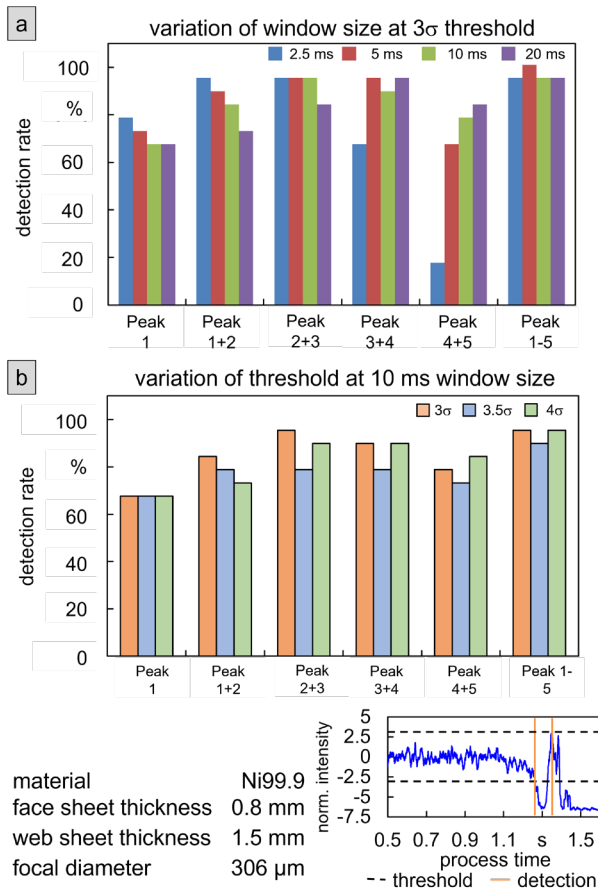 a
variation of window size at 3σ threshold
2.5 ms 5 ms 10 ms 20 ms
100
%
60
40
20
0
detection rate
Peak 1
Peak 1+2
Peak 2+3
Peak 3+4
Peak 4+5
Peak 1-5
b
variation of threshold at 10 ms window size
3σ 3.5σ 4σ
100
%
60
40
20
0
detection rate
Peak 1
Peak 1+2
Peak 2+3
Peak 3+4
Peak 4+5
Peak 1-5
material Ni99.9
face sheet thickness 0.8 mm
web sheet thickness 1.5 mm
focal diameter 306 µm
norm. intensity
5
2.5
0
-2.5
-5
-7.5
0.5 0.7 0.9 1.1 s 1.5
process time
threshold detection